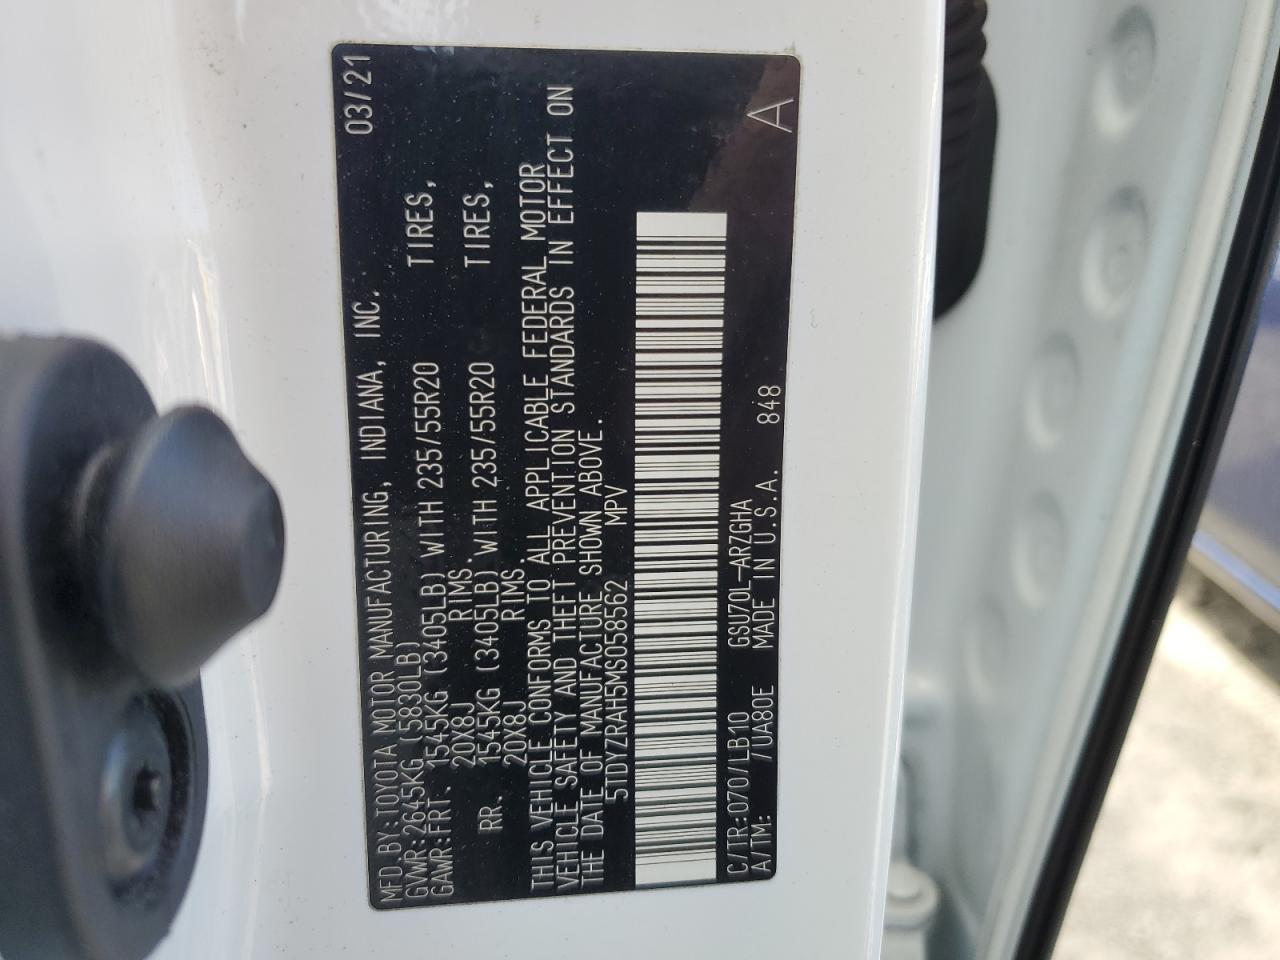 MFD.BY:TOYOTA MOTOR MANUFACTURING, INDIANA, INC. 03/21
GVWR:2645KG (5830LB)
GAWR:FRT. 1545KG (3405LB) WITH 235/55R20 TIRES,
20X8J RIMS.
RR. 1545KG (3405LB) WITH 235/55R20 TIRES,
20X8J RIMS.
THIS VEHICLE CONFORMS TO ALL APPLICABLE FEDERAL MOTOR
VEHICLE SAFETY AND THEFT PREVENTION STANDARDS IN EFFECT ON
THE DATE OF MANUFACTURE SHOWN ABOVE.
5TDYZRAH5MS058562 MPV
C/TR:070/LB10 GSU70L-ARZGHA
A/TM: /UA80E MADE IN U.S.A. 848 A